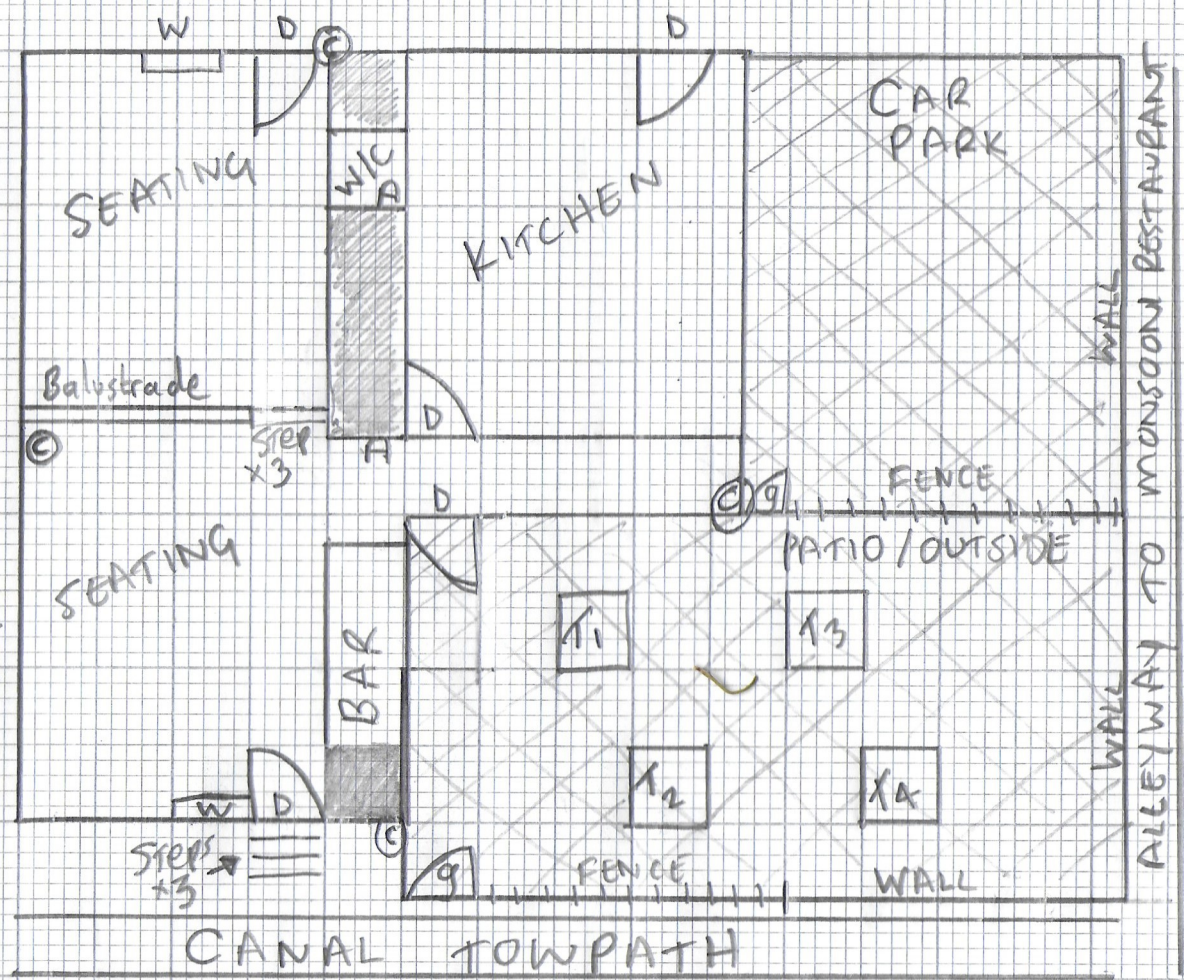 W
D
C
D
CAR
PARK
SEATING
W/C
A
KITCHEN
WALL
ALLEYWAY TO MONSOON RESTAURANT
Balustrade
C
STEP
x3
A
D
FENCE
C
g
D
PATIO/OUTSIDE
SEATING
T1
T3
BAR
WALL
T2
T4
W
D
C
STEPS
x3
g
FENCE
WALL
CANAL TOWPATH